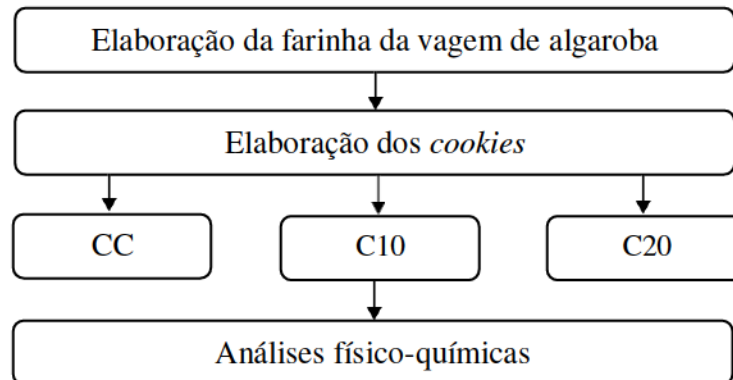 Elaboração da farinha da vagem de algaroba
Elaboração dos cookies
CC
C10
C20
Análises físico-químicas